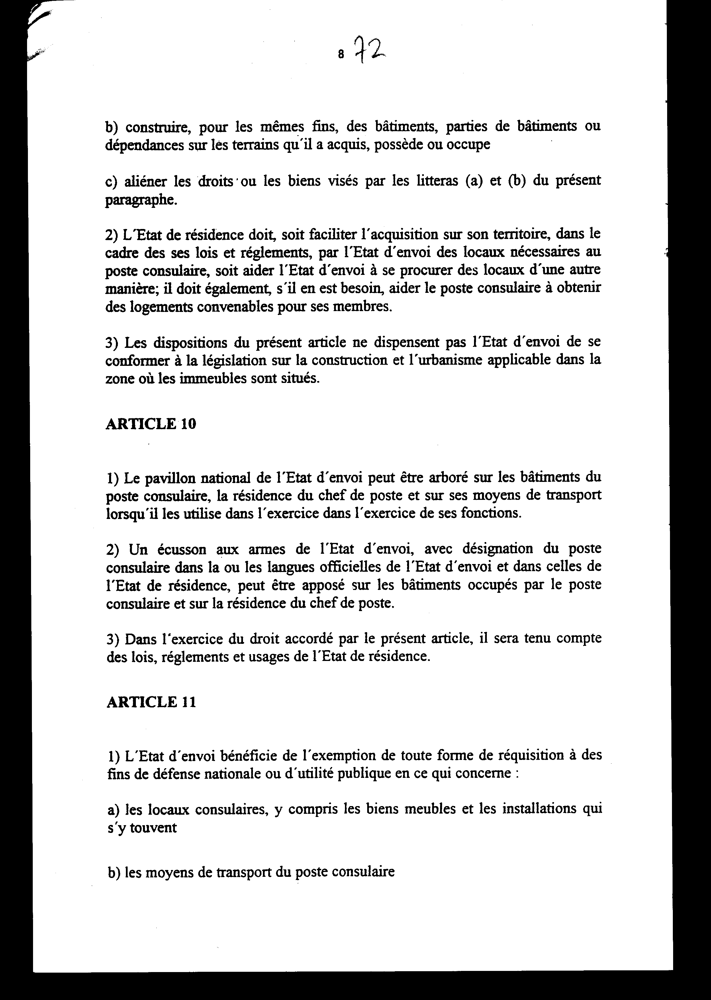 8 72
b) construire, pour les mêmes fins, des bâtiments, parties de bâtiments ou
dépendances sur les terrains qu´il a acquis, possède ou occupe
c) aliéner les droits ou les biens visés par les litteras (a) et (b) du présent
paragraphe.
2) L´Etat de résidence doit, soit faciliter l´acquisition sur son territoire, dans le
cadre des ses lois et réglements, par l´Etat d´envoi des locaux nécessaires au
poste consulaire, soit aider l´Etat d´envoi à se procurer des locaux d´une autre
manière; il doit également, s´il en est besoin, aider le poste consulaire à obtenir
des logements convenables pour ses membres.
3) Les dispositions du présent article ne dispensent pas l´Etat d´envoi de se
conformer à la législation sur la construction et l´urbanisme applicable dans la
zone où les immeubles sont situés.
ARTICLE 10
1) Le pavillon national de l´Etat d´envoi peut être arboré sur les bâtiments du
poste consulaire, la résidence du chef de poste et sur ses moyens de transport
lorsqu´il les utilise dans l´exercice dans l´exercice de ses fonctions.
2) Un écusson aux armes de l´Etat d´envoi, avec désignation du poste
consulaire dans la ou les langues officielles de l´Etat d´envoi et dans celles de
l´Etat de résidence, peut être apposé sur les bâtiments occupés par le poste
consulaire et sur la résidence du chef de poste.
3) Dans l´exercice du droit accordé par le présent article, il sera tenu compte
des lois, réglements et usages de l´Etat de résidence.
ARTICLE 11
1) L´Etat d´envoi bénéficie de l´exemption de toute forme de réquisition à des
fins de défense nationale ou d´utilité publique en ce qui concerne :
a) les locaux consulaires, y compris les biens meubles et les installations qui
s´y touvent
b) les moyens de transport du poste consulaire